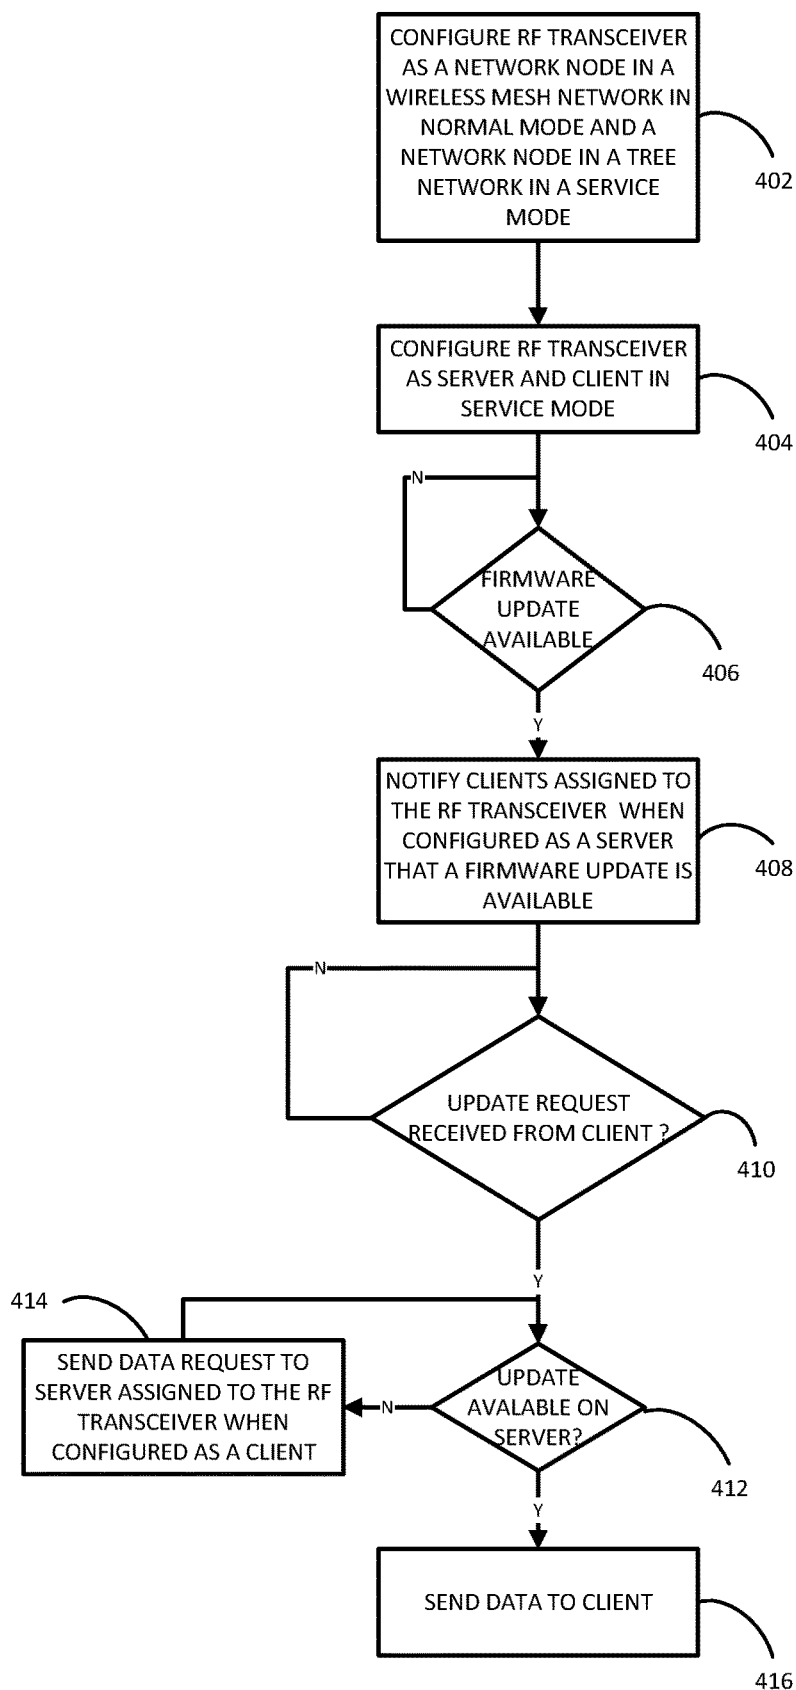 CONFIGURE RF TRANSCEIVER
AS A NETWORK NODE IN A
WIRELESS MESH NETWORK IN
NORMAL MODE AND A
NETWORK NODE IN A TREE
NETWORK IN A SERVICE
MODE
402
CONFIGURE RF TRANSCEIVER
AS SERVER AND CLIENT IN
SERVICE MODE
404
N
FIRMWARE
UPDATE
AVAILABLE
406
Y
NOTIFY CLIENTS ASSIGNED TO
THE RF TRANSCEIVER WHEN
CONFIGURED AS A SERVER
THAT A FIRMWARE UPDATE IS
AVAILABLE
408
N
UPDATE REQUEST
RECEIVED FROM CLIENT ?
410
Y
414
SEND DATA REQUEST TO
SERVER ASSIGNED TO THE RF
TRANSCEIVER WHEN
CONFIGURED AS A CLIENT
N
UPDATE
AVALABLE ON
SERVER?
412
Y
SEND DATA TO CLIENT
416